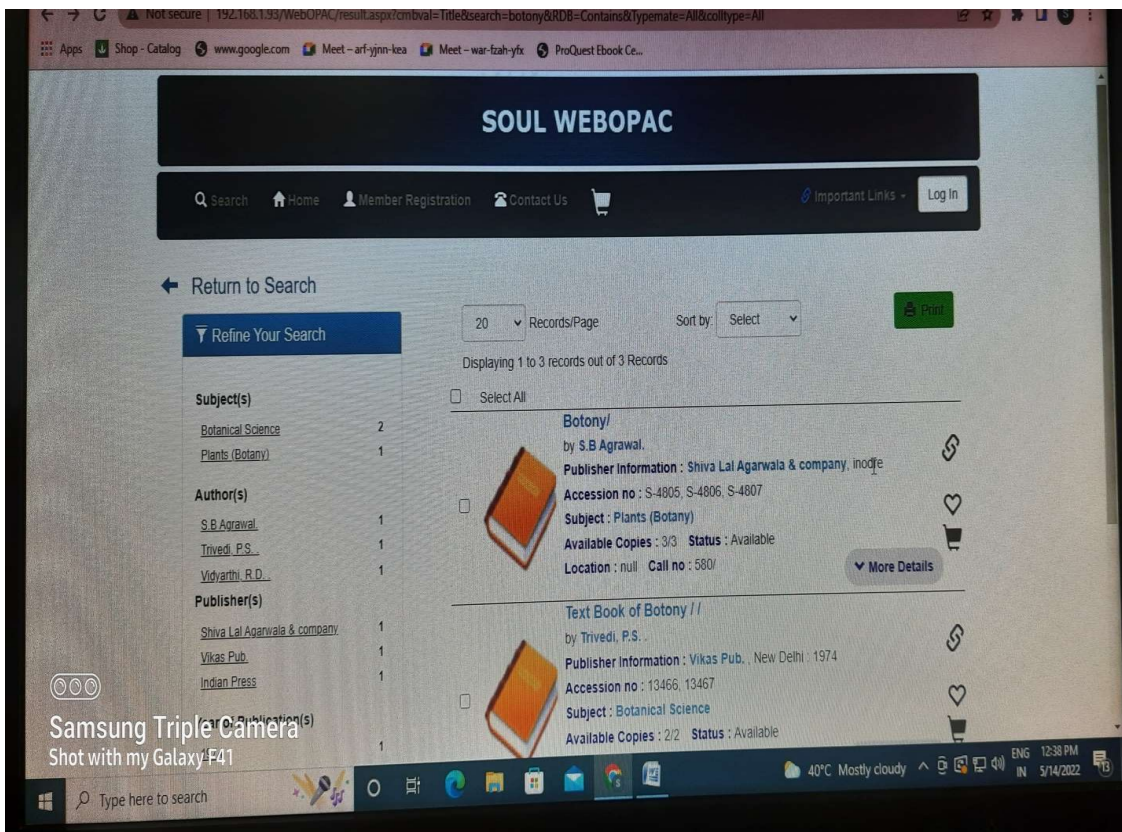 Not secure | 192.168.1.93/WebOPAC/result.aspx?cmbval=Title&search=botony&RDB=Contains&Typemate=All&colltype=All
Apps Shop - Catalog www.google.com Meet – arf-yjnn-kea Meet – war-fzah-yfx ProQuest Ebook Ce...
SOUL WEBOPAC
Search Home Member Registration Contact Us Important Links Log In
Return to Search
Refine Your Search
Subject(s)
Botanical Science 2
Plants (Botany) 1
Author(s)
S.B Agrawal. 1
Trivedi, P.S. . 1
Vidyarthi, R.D. . 1
Publisher(s)
Shiva Lal Agarwala & company 1
Vikas Pub. 1
Indian Press 1
Year of Publication(s)
1
20 Records/Page Sort by: Select Print
Displaying 1 to 3 records out of 3 Records
Select All
Botony/
by S.B Agrawal.
Publisher Information : Shiva Lal Agarwala & company, inodre
Accession no : S-4805, S-4806, S-4807
Subject : Plants (Botany)
Available Copies : 3/3 Status : Available
Location : null Call no : 580/
More Details
Text Book of Botony / /
by Trivedi, P.S. .
Publisher Information : Vikas Pub. , New Delhi : 1974
Accession no : 13466, 13467
Subject : Botanical Science
Available Copies : 2/2 Status : Available
Samsung Triple Camera
Shot with my Galaxy F41
Type here to search
40°C Mostly cloudy
ENG
IN
12:38 PM
5/14/2022
13